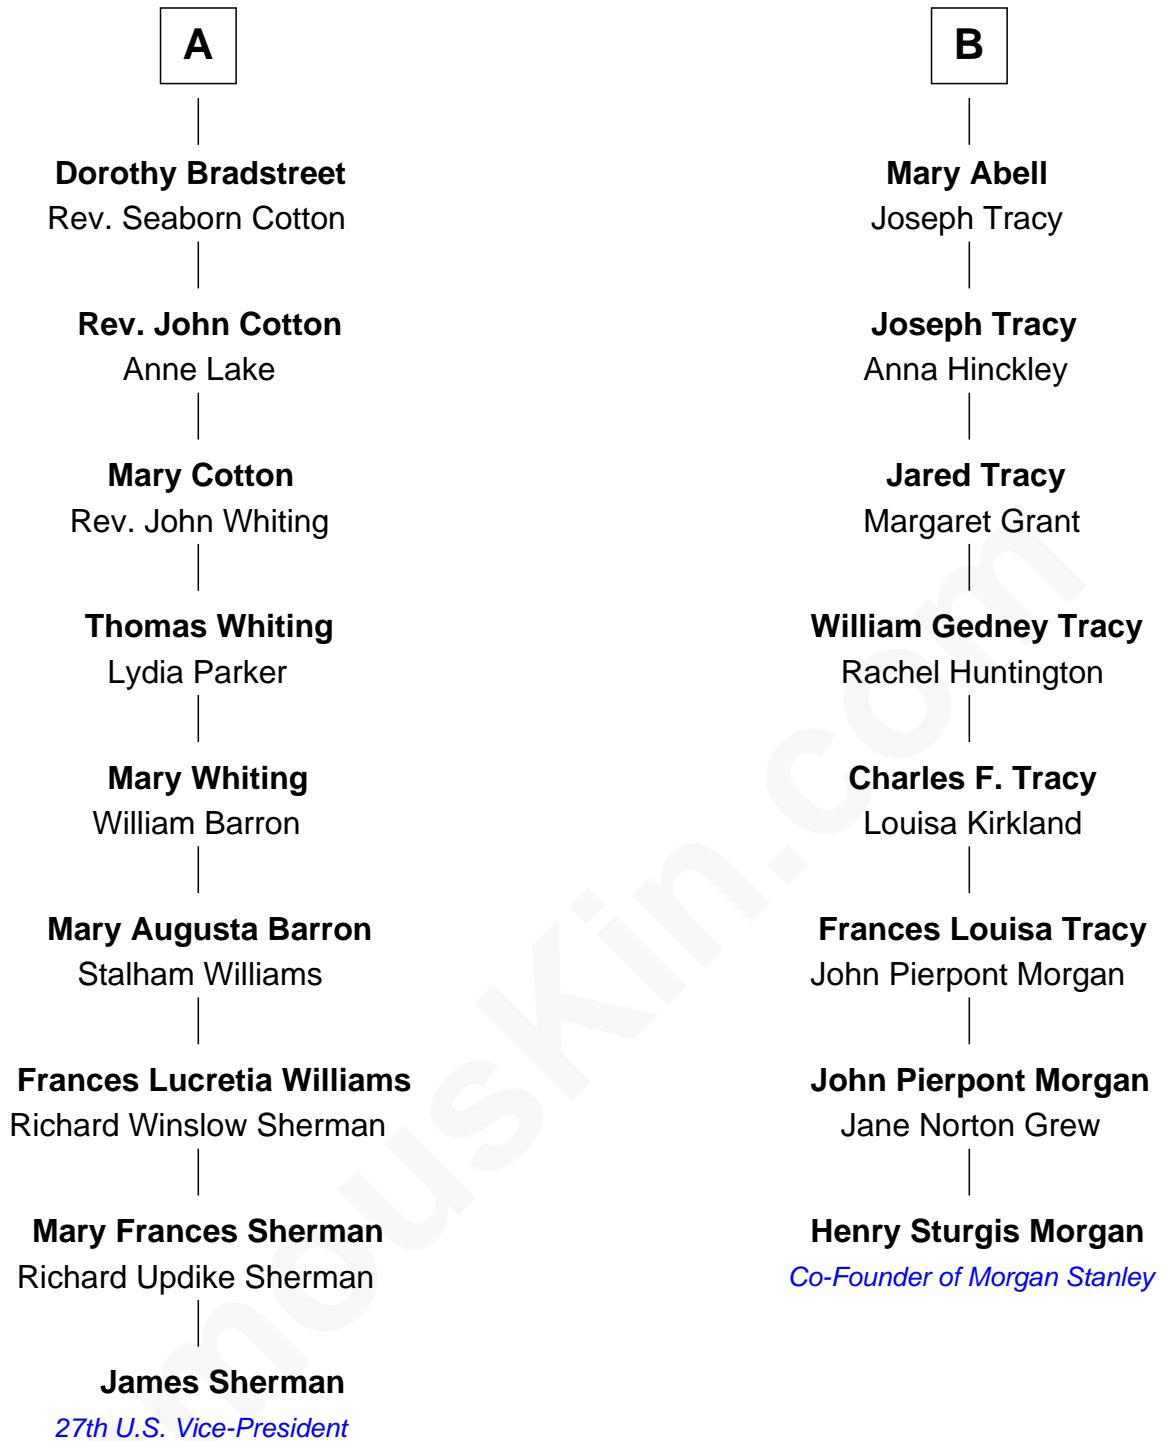 A
Dorothy Bradstreet
Rev. Seaborn Cotton
Rev. John Cotton
Anne Lake
Mary Cotton
Rev. John Whiting
Thomas Whiting
Lydia Parker
Mary Whiting
William Barron
Mary Augusta Barron
Stalham Williams
Frances Lucretia Williams
Richard Winslow Sherman
Mary Frances Sherman
Richard Updike Sherman
James Sherman
27th U.S. Vice-President
B
Mary Abell
Joseph Tracy
Joseph Tracy
Anna Hinckley
Jared Tracy
Margaret Grant
William Gedney Tracy
Rachel Huntington
Charles F. Tracy
Louisa Kirkland
Frances Louisa Tracy
John Pierpont Morgan
John Pierpont Morgan
Jane Norton Grew
Henry Sturgis Morgan
Co-Founder of Morgan Stanley
mouskin.com